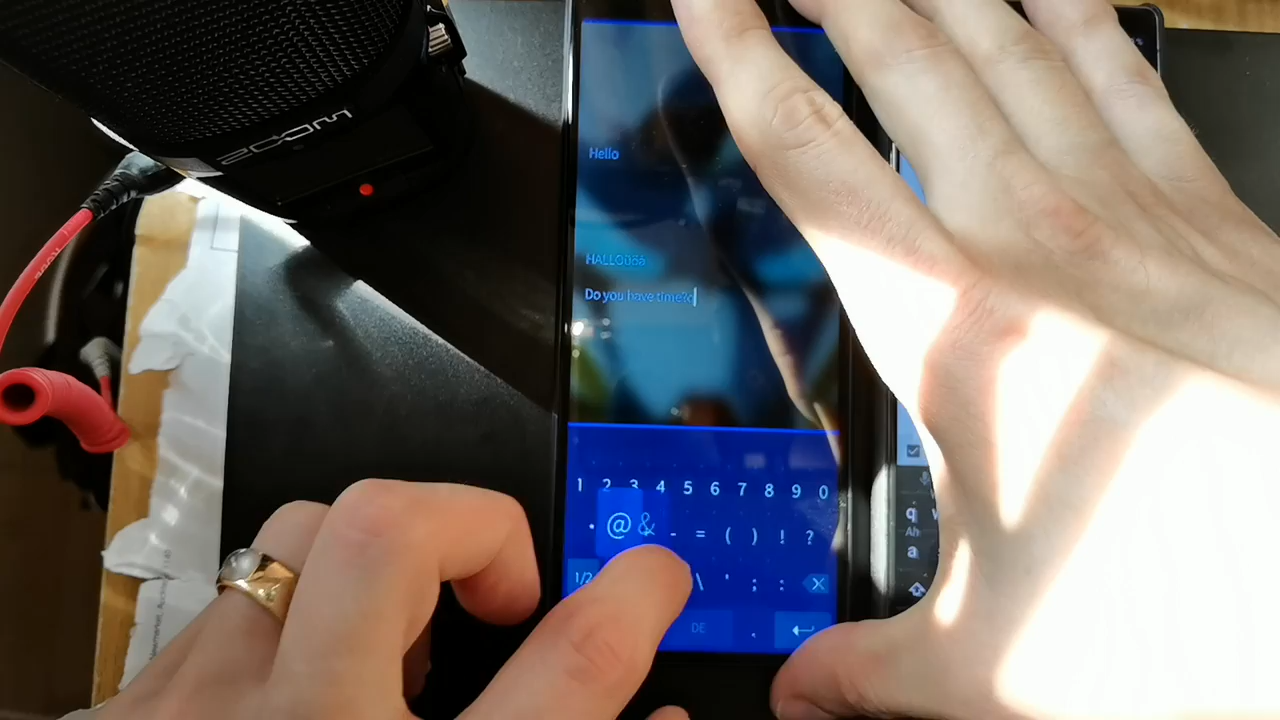 zoom
Hello
HALLO
Do you have time?
1 2 3 4 5 6 7 8 9 0
@ & - = ( ) ! ?
1/2 \ ' ; :
DE .
q w
Ah
a